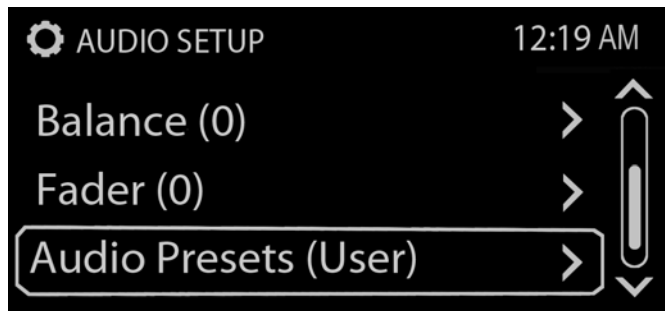 AUDIO SETUP 12:19 AM
Balance (0)
Fader (0)
Audio Presets (User)